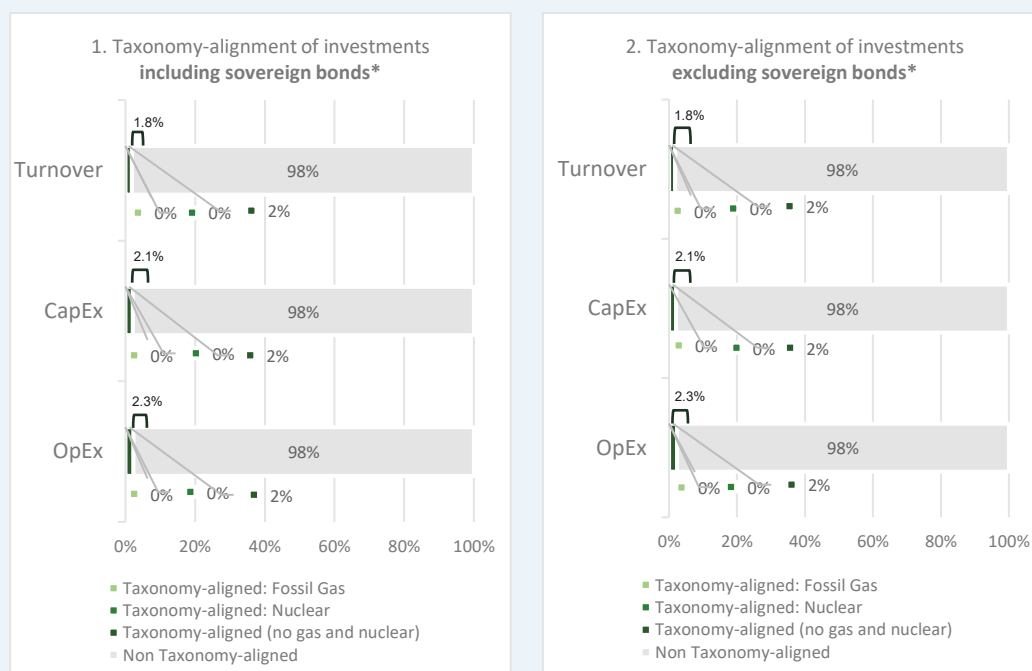 1. Taxonomy-alignment of investments
including sovereign bonds*
1.8%
Turnover
98%
0%
0%
2%
2.1%
CapEx
98%
0%
0%
2%
2.3%
OpEx
98%
0%
0%
2%
0% 20% 40% 60% 80% 100%
Taxonomy-aligned: Fossil Gas
Taxonomy-aligned: Nuclear
Taxonomy-aligned (no gas and nuclear)
Non Taxonomy-aligned
2. Taxonomy-alignment of investments
excluding sovereign bonds*
1.8%
Turnover
98%
0%
0%
2%
2.1%
CapEx
98%
0%
0%
2%
2.3%
OpEx
98%
0%
0%
2%
0% 20% 40% 60% 80% 100%
Taxonomy-aligned: Fossil Gas
Taxonomy-aligned: Nuclear
Taxonomy-aligned (no gas and nuclear)
Non Taxonomy-aligned